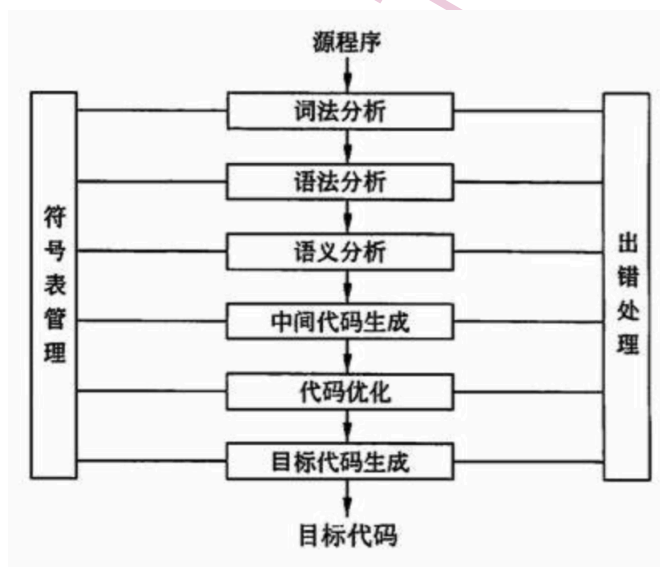 源程序
词法分析
语法分析
语义分析
中间代码生成
代码优化
目标代码生成
目标代码
符号表管理
出错处理